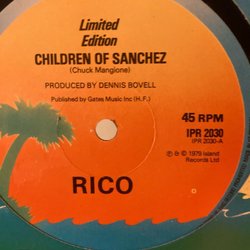 Limited
Edition
CHILDREN OF SANCHEZ
(Chuck Mangione)
PRODUCED BY DENNIS BOVELL
Published by Gates Music Inc (H.F.)
45 RPM
IPR 2030
IPR 2030-A
℗ & © 1979 Island
Records Ltd
RICO